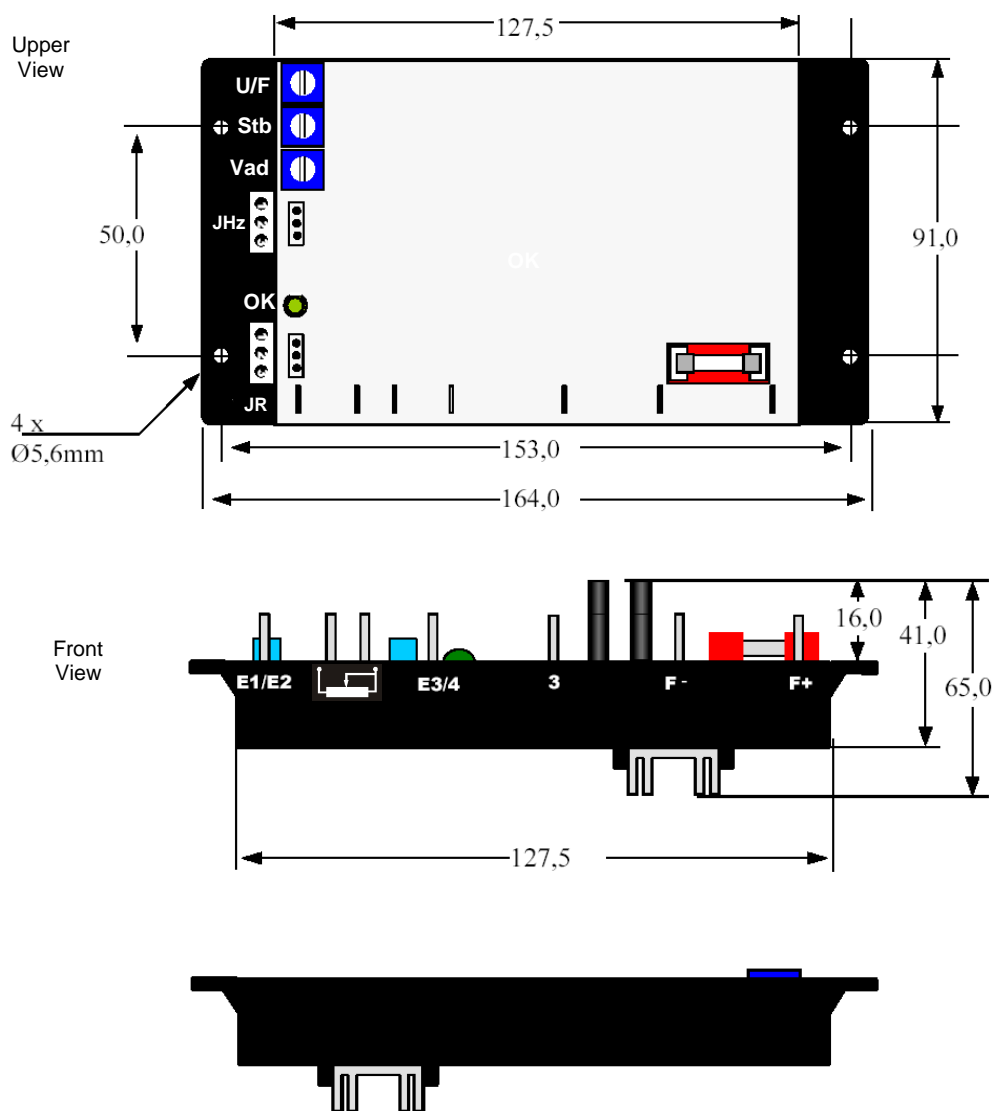 127,5
Upper
View
U/F
Stb
Vad
JHz
50,0
91,0
OK
OK
JR
4 x
Ø5,6mm
153,0
164,0
16,0
41,0
65,0
Front
View
E1/E2
E3/4
3
F -
F+
127,5